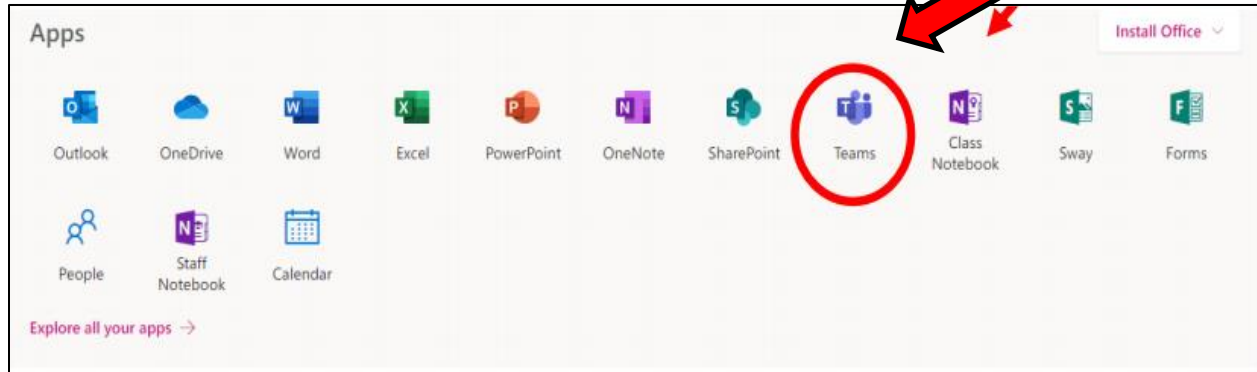 Apps
Install Office
Outlook
OneDrive
Word
Excel
PowerPoint
OneNote
SharePoint
Teams
Class
Notebook
Sway
Forms
People
Staff
Notebook
Calendar
Explore all your apps →